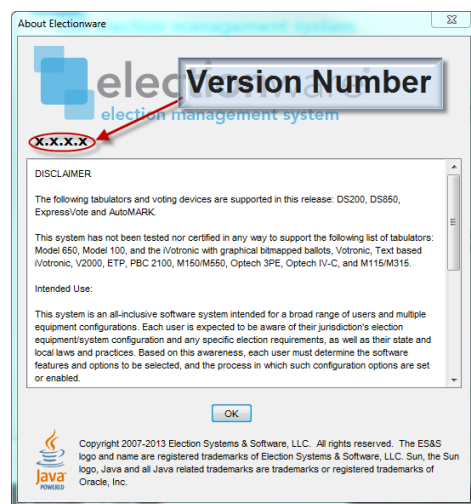 About Electionware
elec
Version Number
election management system
x.x.x.x
DISCLAIMER
The following tabulators and voting devices are supported in this release: DS200, DS850,
ExpressVote and AutoMARK.
This system has not been tested nor certified in any way to support the following list of tabulators:
Model 650, Model 100, and the iVotronic with graphical bitmapped ballots, Votronic, Text based
iVotronic, V2000, ETP, PBC 2100, M150/M550, Optech 3PE, Optech IV-C, and M115/M315.
Intended Use:
This system is an all-inclusive software system intended for a broad range of users and multiple
equipment configurations. Each user is expected to be aware of their jurisdiction's election
equipment/system configuration and any specific election requirements, as well as their state and
local laws and practices. Based on this awareness, each user must determine the software
features and options to be selected, and the process in which such configuration options are set
or enabled.
OK
Copyright 2007-2013 Election Systems & Software, LLC. All rights reserved. The ES&S
logo and name are registered trademarks of Election Systems & Software, LLC. Sun, the Sun
logo, Java and all Java related trademarks are trademarks or registered trademarks of
Oracle, Inc.
Java
POWERED